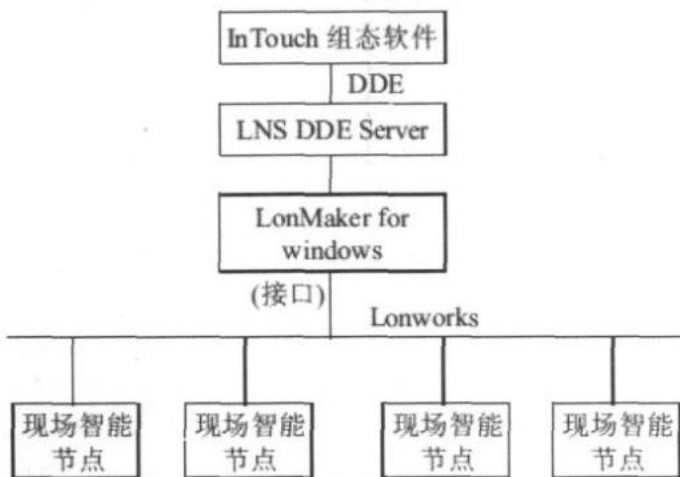 InTouch 组态软件
DDE
LNS DDE Server
LonMaker for
windows
(接口)
Lonworks
现场智能
节点
现场智能
节点
现场智能
节点
现场智能
节点